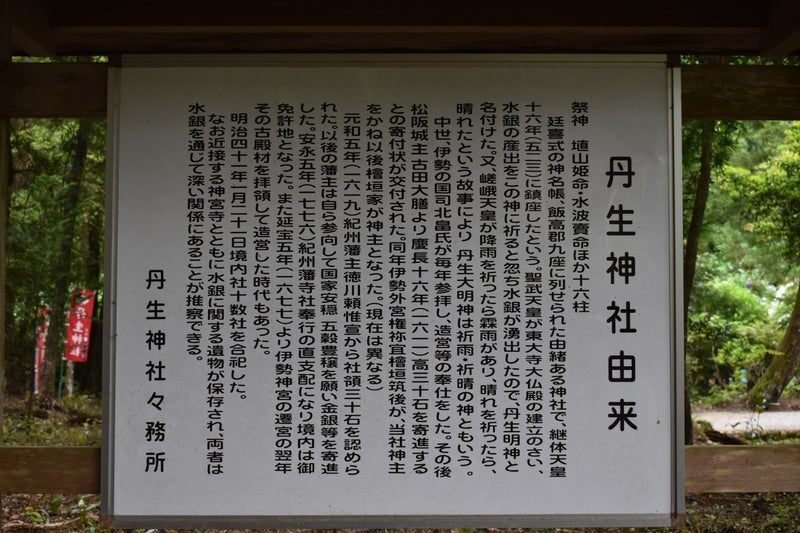 丹生神社由来
祭神　埴山姫命・水波賣命ほか十六柱
延喜式の神名帳、飯高郡九座に列せられた由緒ある神社で、継体天皇
十六年(五二三)に鎮座したという。聖武天皇が東大寺大仏殿の建立のさい、
水銀の産出をこの神に祈ると忽ち水銀が湧出したので、丹生明神と
名付けた。又、嵯峨天皇が降雨を祈ったら霖雨があり、晴れを祈ったら、
晴れたという故事により　丹生大明神は祈雨・祈晴の神ともいう。
中世、伊勢の国司北畠氏が毎年参拝し、造営等の奉仕をした。その後
松阪城主古田大膳より慶長十六年(一六一一)高三十石を寄進する
との寄付状が交付された。同年伊勢外宮権祢宜檜垣筑後が、当社神主
をかね以後檜垣家が神主となった。(現在は異なる)
元和五年(一六一九)紀州藩主徳川頼惟宣から社領三十石を認めら
れた。以後の藩主は自ら参向して国家安穏　五穀豊穣を願い金銀等を寄進
した。安永五年(一七七六)紀州藩寺社奉行の直支配になり境内は御
免許地となった。また延宝五年(一六七七)より伊勢神宮の遷宮の翌年
その古殿材を拝領して造営した時代もあった。
明治四十一年一月二十一日境内社十数社を合祀した。
なお近接する神宮寺とともに水銀に関する遺物が保存され、両者は
水銀を通じて深い関係にあることが推察できる。
丹生神社々務所
丹生神社